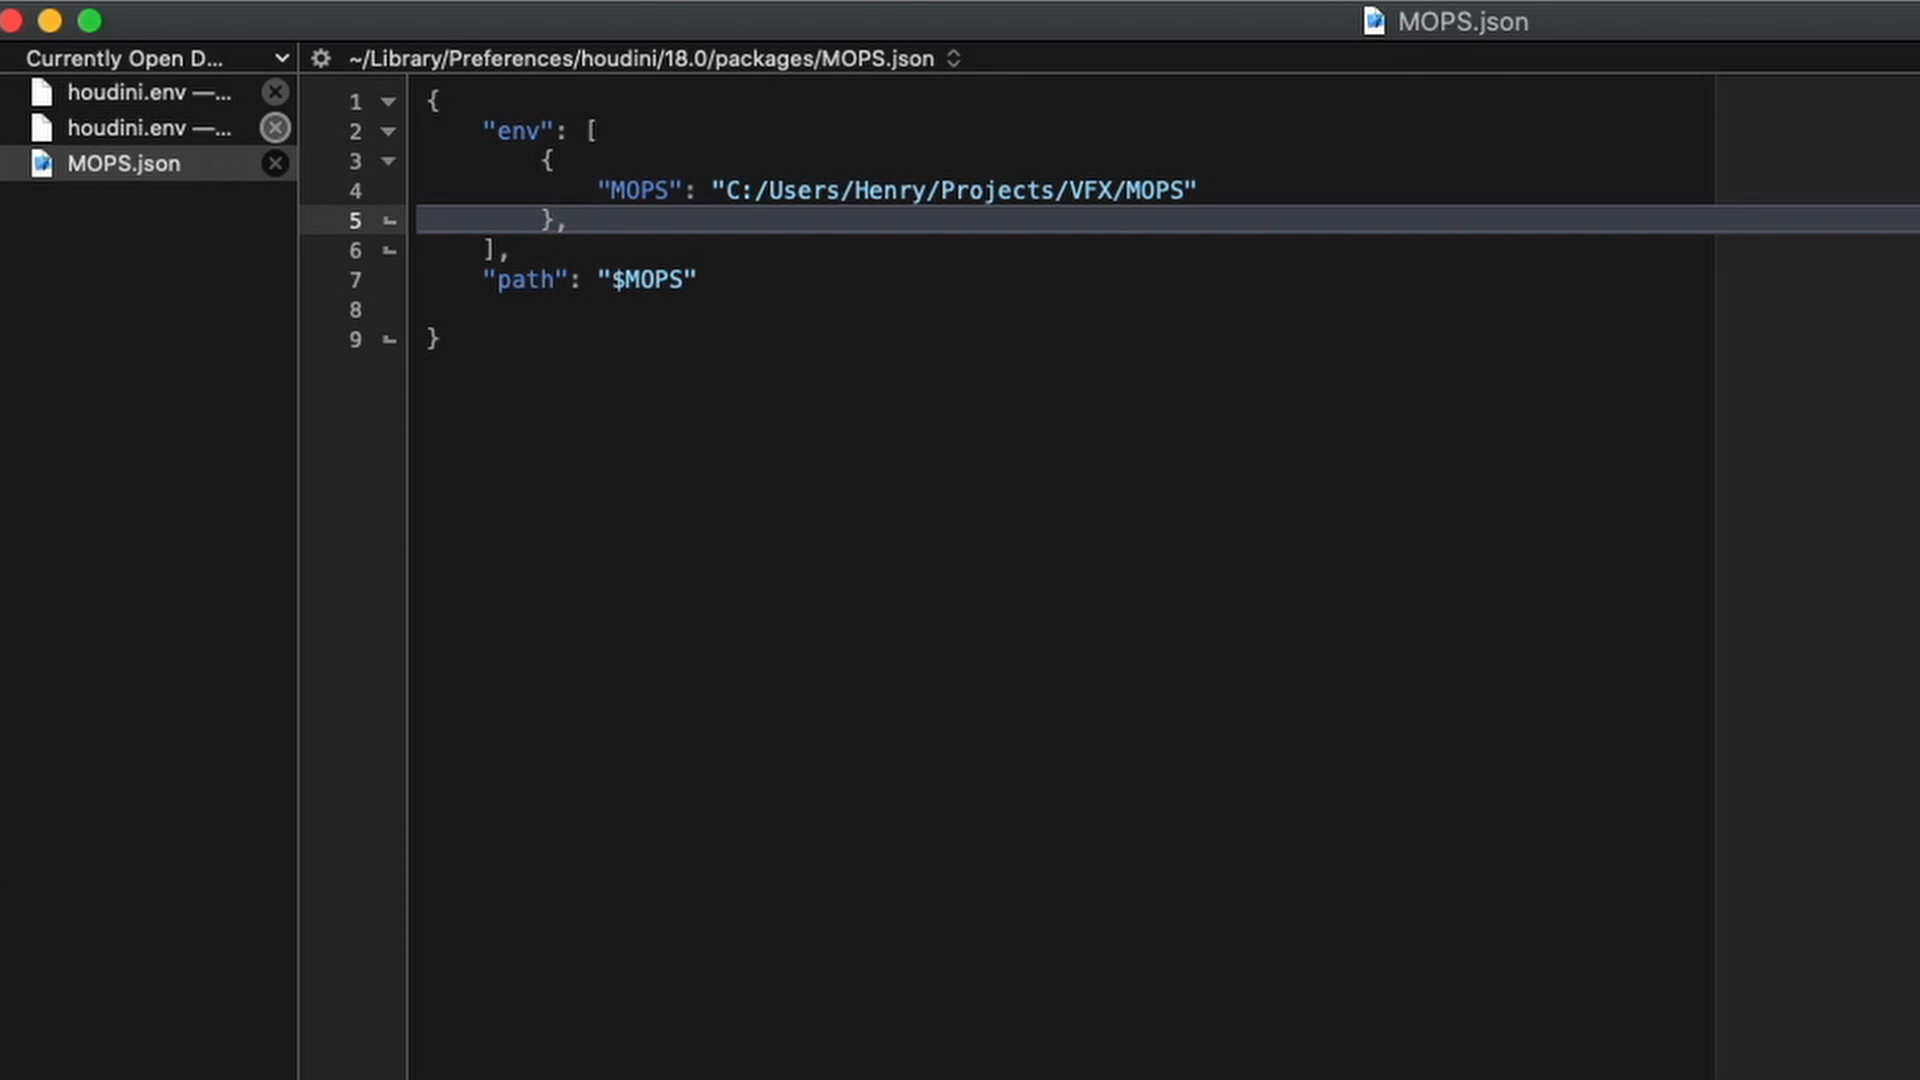 MOPS.json
Currently Open D...
~/Library/Preferences/houdini/18.0/packages/MOPS.json
houdini.env —...
houdini.env —...
MOPS.json
1 {
2 "env": [
3 {
4 "MOPS": "C:/Users/Henry/Projects/VFX/MOPS"
5 },
6 ],
7 "path": "$MOPS"
8
9 }